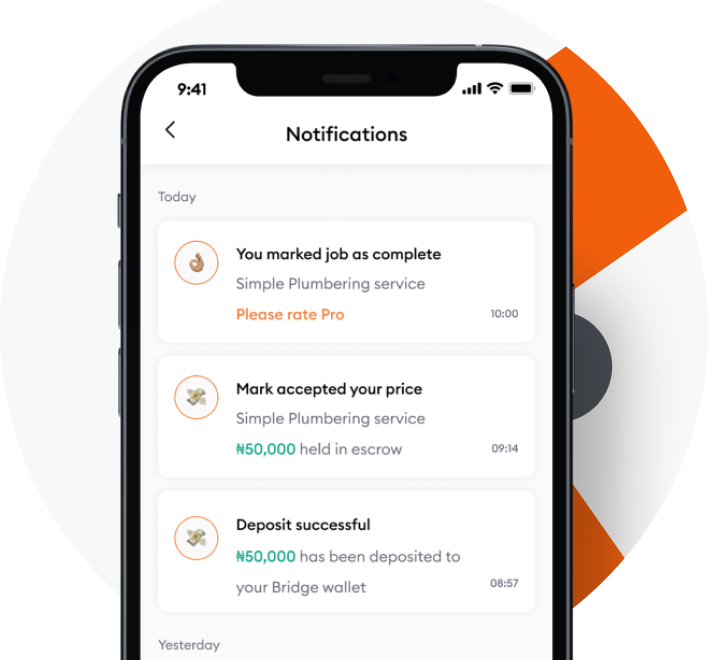 9:41
Notifications
Today
You marked job as complete
Simple Plumbering service
Please rate Pro
10:00
Mark accepted your price
Simple Plumbering service
₦50,000 held in escrow
09:14
Deposit successful
₦50,000 has been deposited to
your Bridge wallet
08:57
Yesterday